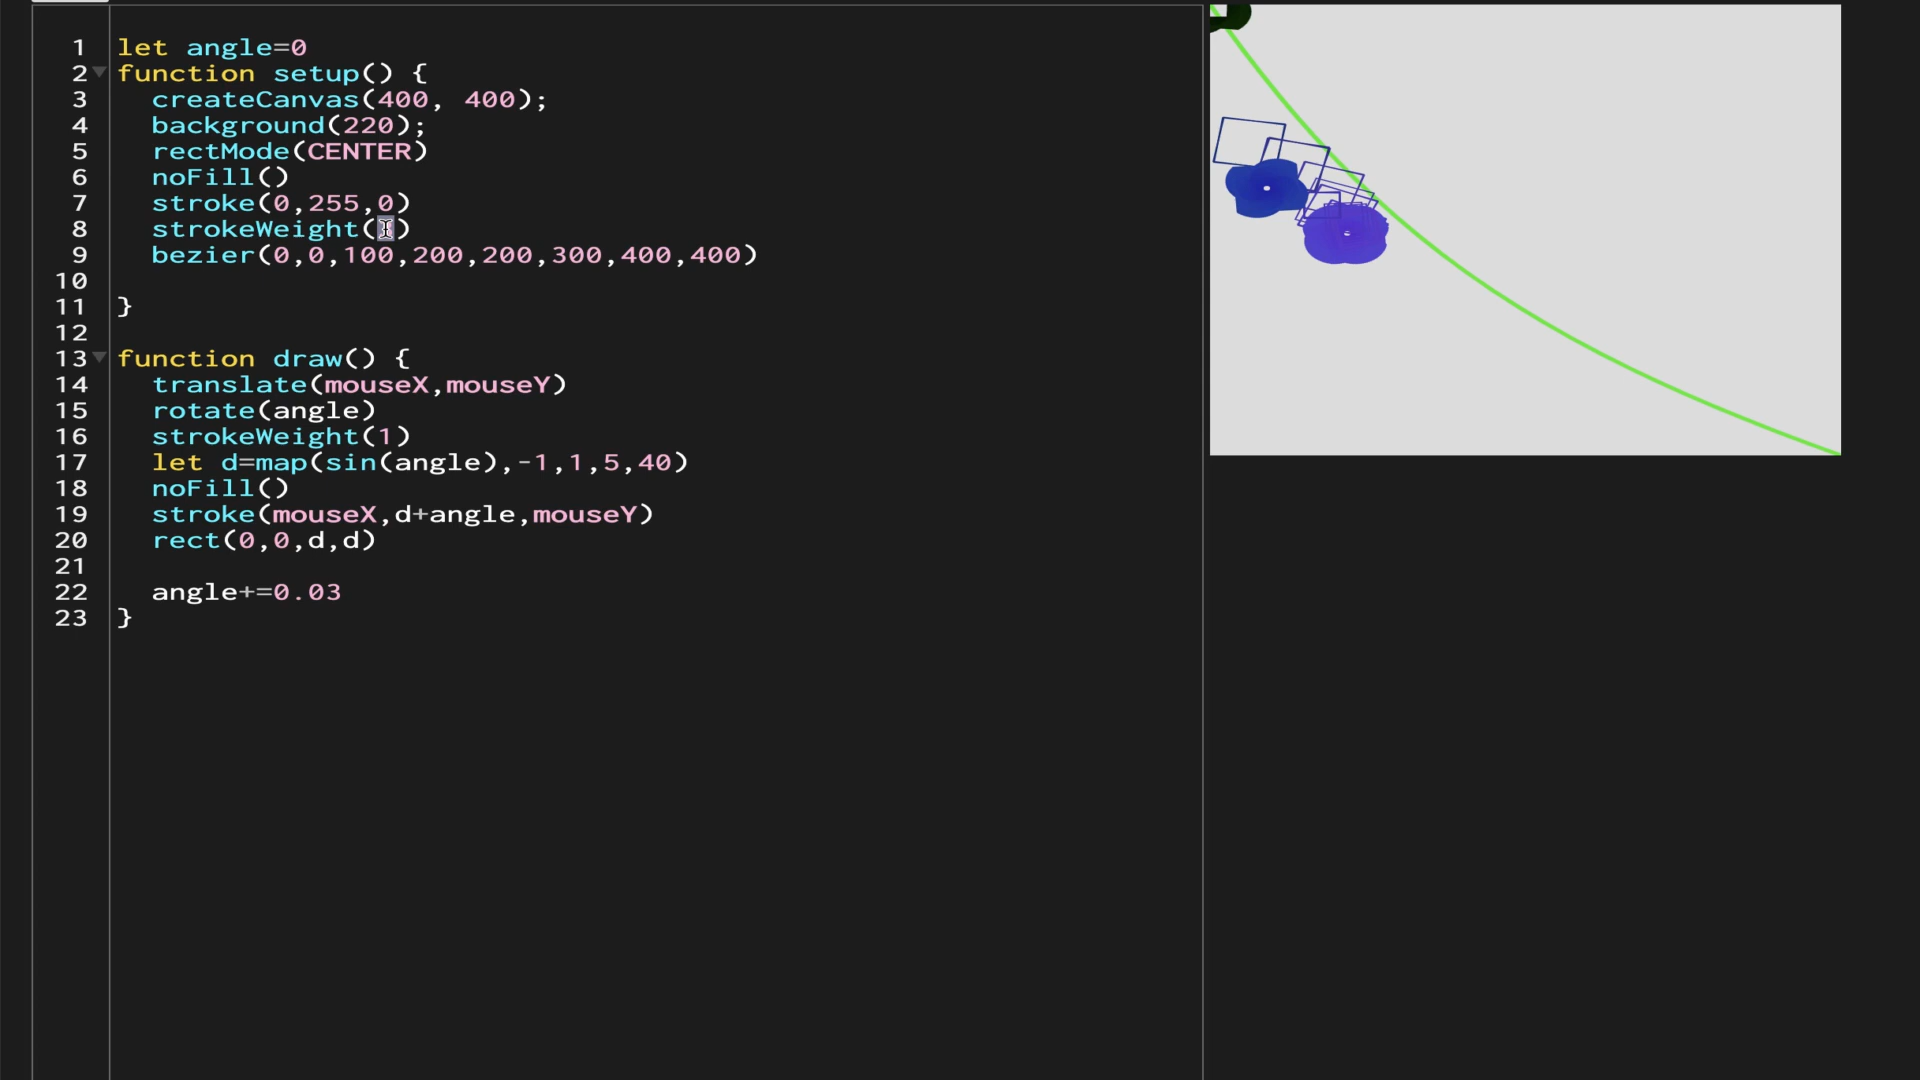 1 let angle=0
2 function setup() {
3 createCanvas(400, 400);
4 background(220);
5 rectMode(CENTER)
6 noFill()
7 stroke(0,255,0)
8 strokeWeight( )
9 bezier(0,0,100,200,200,300,400,400)
10
11 }
12
13 function draw() {
14 translate(mouseX,mouseY)
15 rotate(angle)
16 strokeWeight(1)
17 let d=map(sin(angle),-1,1,5,40)
18 noFill()
19 stroke(mouseX,d+angle,mouseY)
20 rect(0,0,d,d)
21
22 angle+=0.03
23 }